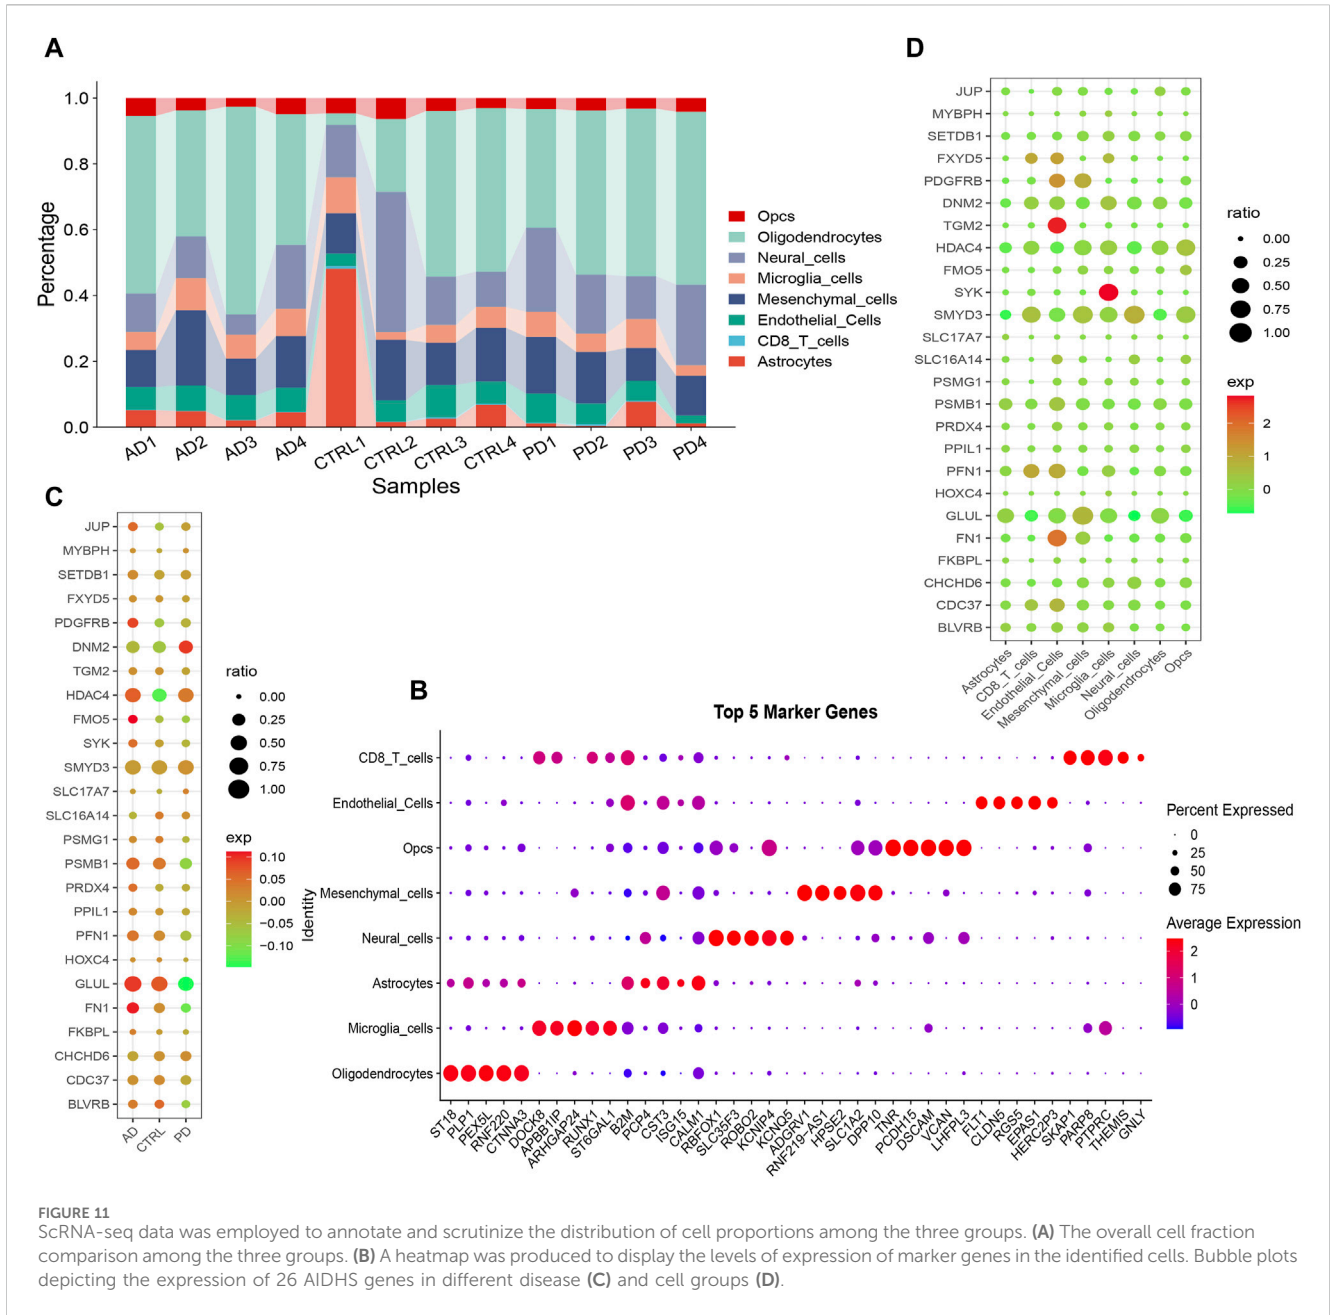 A
1.0
0.8
0.6
0.4
0.2
0.0
Percentage
AD1
AD2
AD3
AD4
CTRL1
CTRL2
CTRL3
CTRL4
PD1
PD2
PD3
PD4
Samples
Opcs
Oligodendrocytes
Neural_cells
Microglia_cells
Mesenchymal_cells
Endothelial_Cells
CD8_T_cells
Astrocytes
D
JUP
MYBPH
SETDB1
FXYD5
PDGFRB
DNM2
TGM2
HDAC4
FMO5
SYK
SMYD3
SLC17A7
SLC16A14
PSMG1
PSMB1
PRDX4
PPIL1
PFN1
HOXC4
GLUL
FN1
FKBPL
CHCHD6
CDC37
BLVRB
Astrocytes
CD8_T_cells
Endothelial_Cells
Mesenchymal_cells
Microglia_cells
Neural_cells
Oligodendrocytes
Opcs
ratio
0.00
0.25
0.50
0.75
1.00
exp
2
1
0
C
JUP
MYBPH
SETDB1
FXYD5
PDGFRB
DNM2
TGM2
HDAC4
FMO5
SYK
SMYD3
SLC17A7
SLC16A14
PSMG1
PSMB1
PRDX4
PPIL1
PFN1
HOXC4
GLUL
FN1
FKBPL
CHCHD6
CDC37
BLVRB
AD
CTRL
PD
ratio
0.00
0.25
0.50
0.75
1.00
exp
0.10
0.05
0.00
−0.05
−0.10
B
Top 5 Marker Genes
Identity
CD8_T_cells
Endothelial_Cells
Opcs
Mesenchymal_cells
Neural_cells
Astrocytes
Microglia_cells
Oligodendrocytes
ST18
PLP1
PEX5L
RNF220
CTNNA3
DOCK8
APBB1IP
ARHGAP24
RUNX1
ST6GAL1
B2M
PCP4
CST3
ISG15
CALM1
RBFOX1
SLC35F3
ROBO2
KCNIP4
KCNQ5
ADGRV1
RNF219-AS1
HPSE2
SLC1A2
DPP10
TNR
PCDH15
DSCAM
VCAN
LHFPL3
FLT1
CLDN5
RGS5
EPAS1
HERC2P3
SKAP1
PARP8
PTPRC
THEMIS
GNLY
Percent Expressed
0
25
50
75
Average Expression
2
1
0
FIGURE 11
ScRNA-seq data was employed to annotate and scrutinize the distribution of cell proportions among the three groups. (A) The overall cell fraction
comparison among the three groups. (B) A heatmap was produced to display the levels of expression of marker genes in the identified cells. Bubble plots
depicting the expression of 26 AIDHS genes in different disease (C) and cell groups (D).